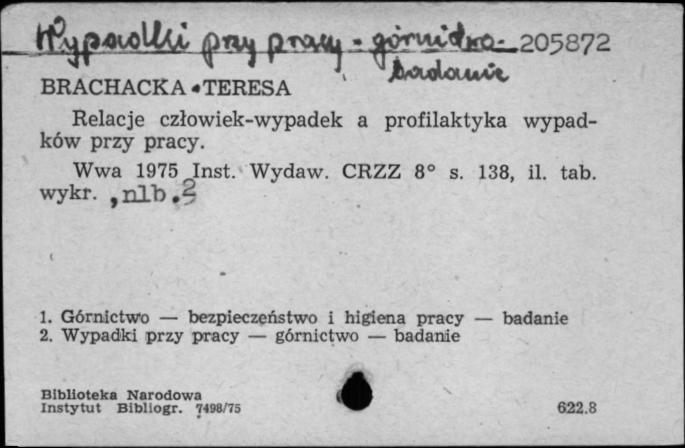 Wypadki przy pracy - górnictwo - 205872
badanie
BRACHACKA TERESA
Relacje człowiek-wypadek a profilaktyka wypad-
ków przy pracy.
Wwa 1975 Inst. Wydaw. CRZZ 8° s. 138, il. tab.
wykr. , nlb. 2
1. Górnictwo — bezpieczeństwo i higiena pracy — badanie
2. Wypadki przy pracy — górnictwo — badanie
Biblioteka Narodowa
Instytut Bibliogr. 7498/75 622.8